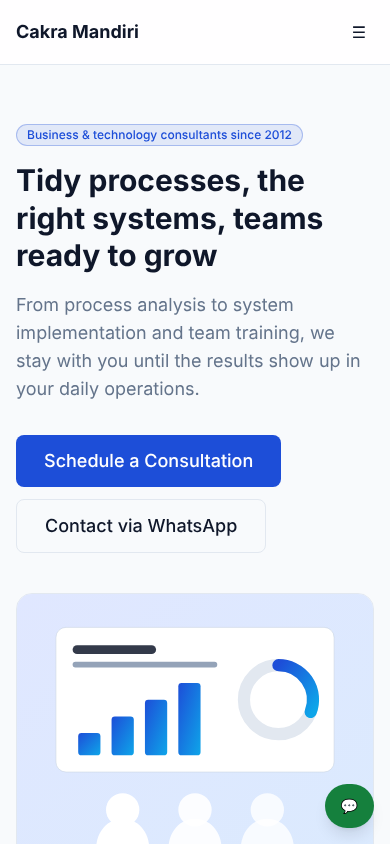 Cakra Mandiri
Business & technology consultants since 2012
Tidy processes, the
right systems, teams
ready to grow
From process analysis to system
implementation and team training, we
stay with you until the results show up in
your daily operations.
Schedule a Consultation
Contact via WhatsApp